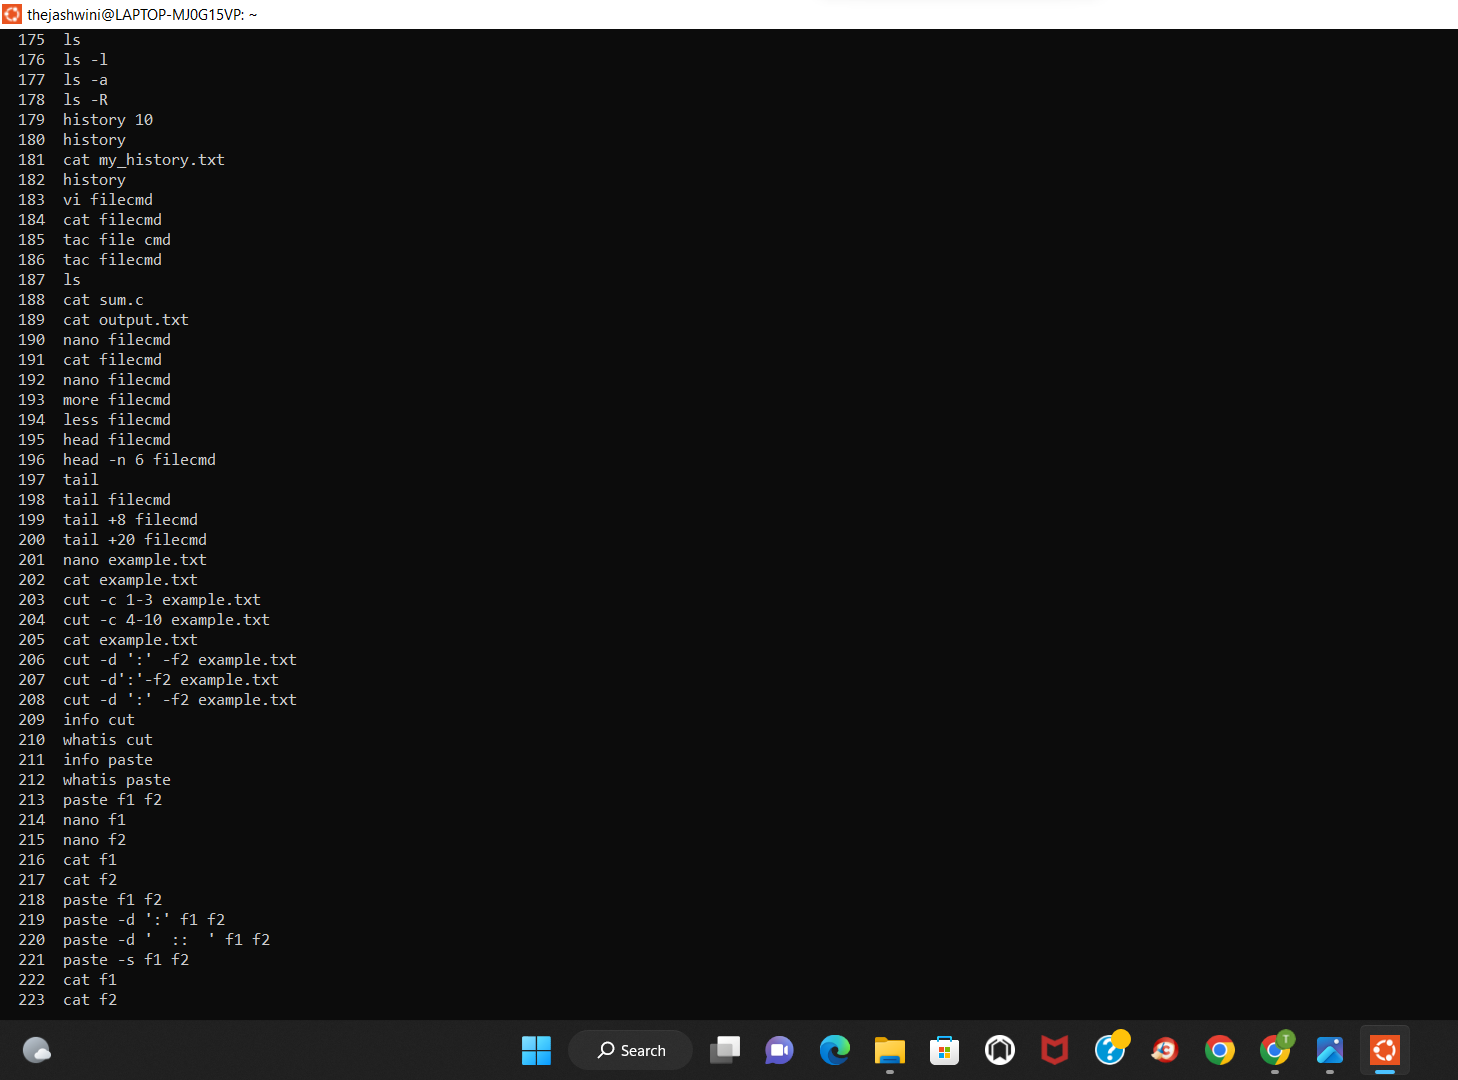 thejashwini@LAPTOP-MJ0G15VP: ~
175 ls
176 ls -l
177 ls -a
178 ls -R
179 history 10
180 history
181 cat my_history.txt
182 history
183 vi filecmd
184 cat filecmd
185 tac file cmd
186 tac filecmd
187 ls
188 cat sum.c
189 cat output.txt
190 nano filecmd
191 cat filecmd
192 nano filecmd
193 more filecmd
194 less filecmd
195 head filecmd
196 head -n 6 filecmd
197 tail
198 tail filecmd
199 tail +8 filecmd
200 tail +20 filecmd
201 nano example.txt
202 cat example.txt
203 cut -c 1-3 example.txt
204 cut -c 4-10 example.txt
205 cat example.txt
206 cut -d ':' -f2 example.txt
207 cut -d':'-f2 example.txt
208 cut -d ':' -f2 example.txt
209 info cut
210 whatis cut
211 info paste
212 whatis paste
213 paste f1 f2
214 nano f1
215 nano f2
216 cat f1
217 cat f2
218 paste f1 f2
219 paste -d ':' f1 f2
220 paste -d '  ::  ' f1 f2
221 paste -s f1 f2
222 cat f1
223 cat f2
Search
T